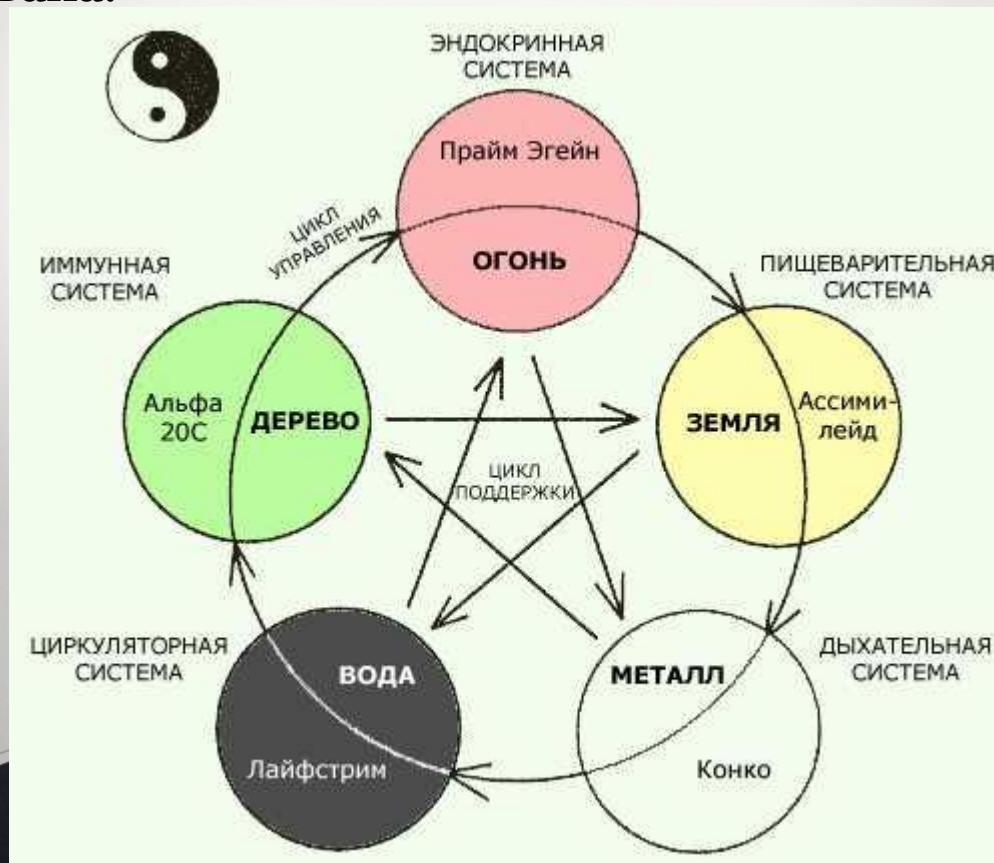 ЭНДОКРИННАЯ
СИСТЕМА
Прайм Эгейн
ОГОНЬ
ЦИКЛ
УПРАВЛЕНИЯ
ИММУННАЯ
СИСТЕМА
ПИЩЕВАРИТЕЛЬНАЯ
СИСТЕМА
Альфа
20С
ДЕРЕВО
ЗЕМЛЯ
Ассими-
лейд
ЦИКЛ
ПОДДЕРЖКИ
ЦИРКУЛЯТОРНАЯ
СИСТЕМА
ВОДА
Лайфстрим
МЕТАЛЛ
Конко
ДЫХАТЕЛЬНАЯ
СИСТЕМА